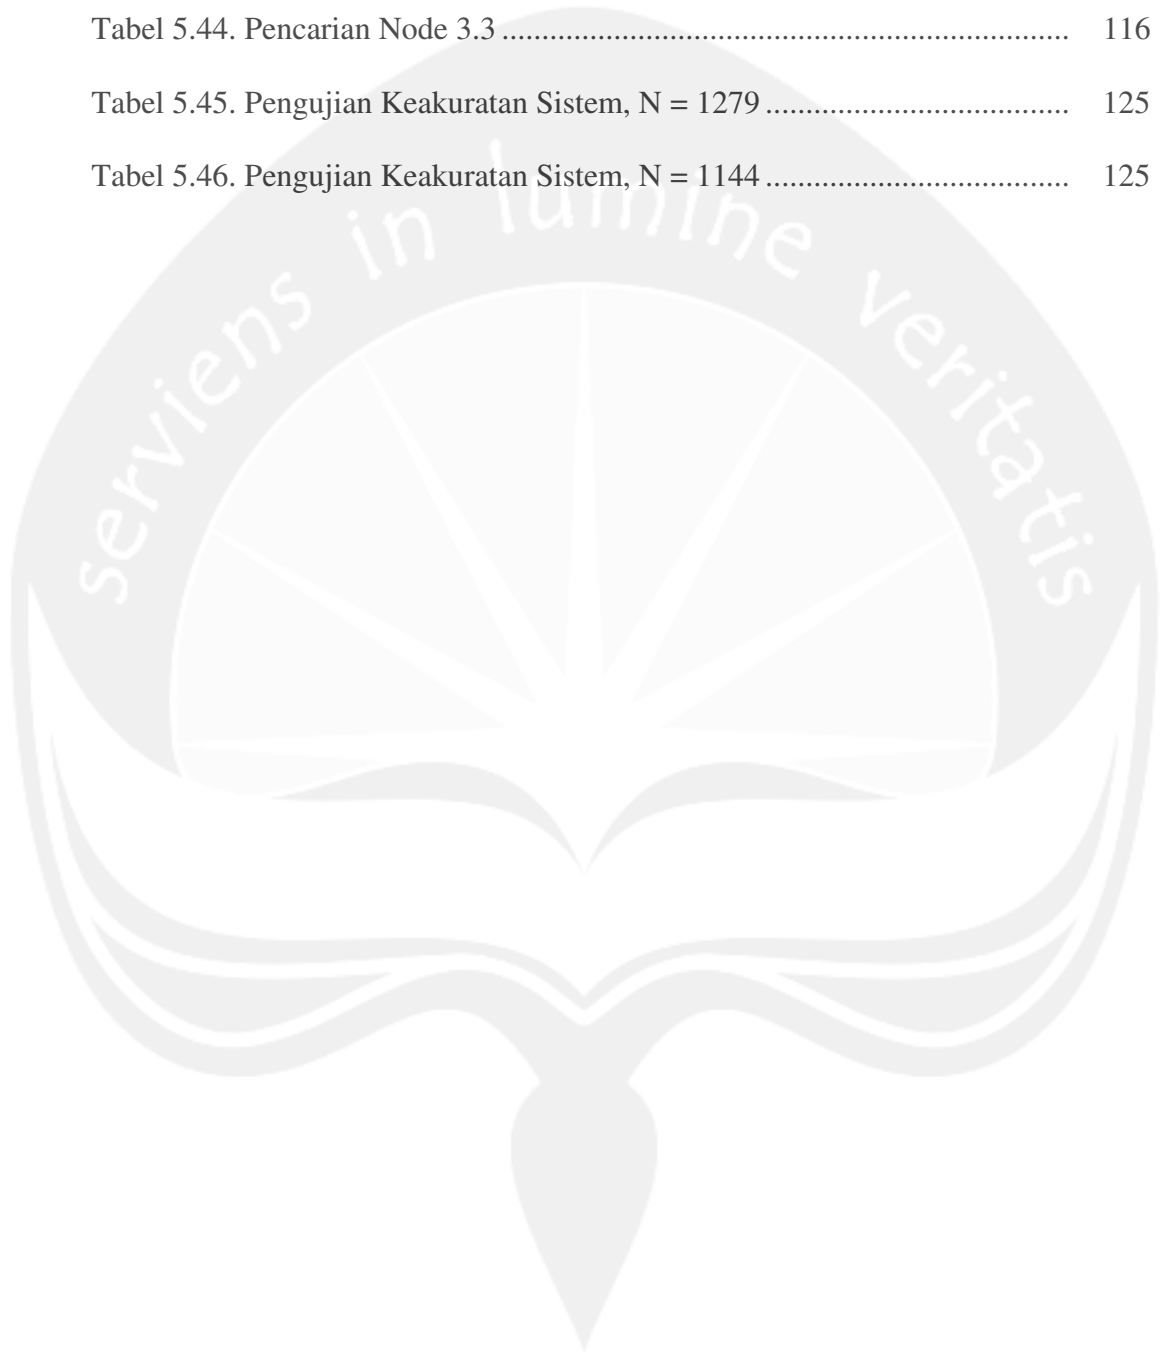 Tabel 5.44. Pencarian Node 3.3 ........................................................................ 116
Tabel 5.45. Pengujian Keakuratan Sistem, N = 1279 ...................................... 125
Tabel 5.46. Pengujian Keakuratan Sistem, N = 1144 ...................................... 125
serviens in lumine veritatis